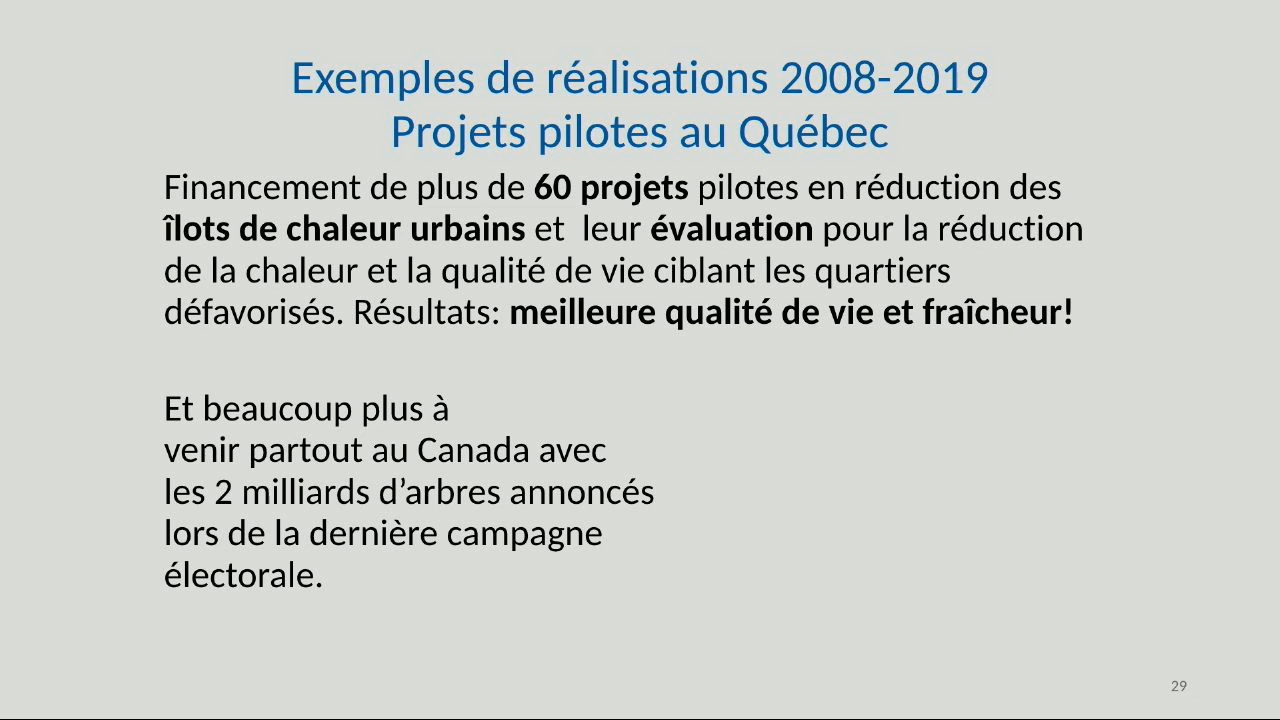 Exemples de réalisations 2008-2019
Projets pilotes au Québec
Financement de plus de 60 projets pilotes en réduction des
îlots de chaleur urbains et  leur évaluation pour la réduction
de la chaleur et la qualité de vie ciblant les quartiers
défavorisés. Résultats: meilleure qualité de vie et fraîcheur!
Et beaucoup plus à
venir partout au Canada avec
les 2 milliards d’arbres annoncés
lors de la dernière campagne
électorale.
29